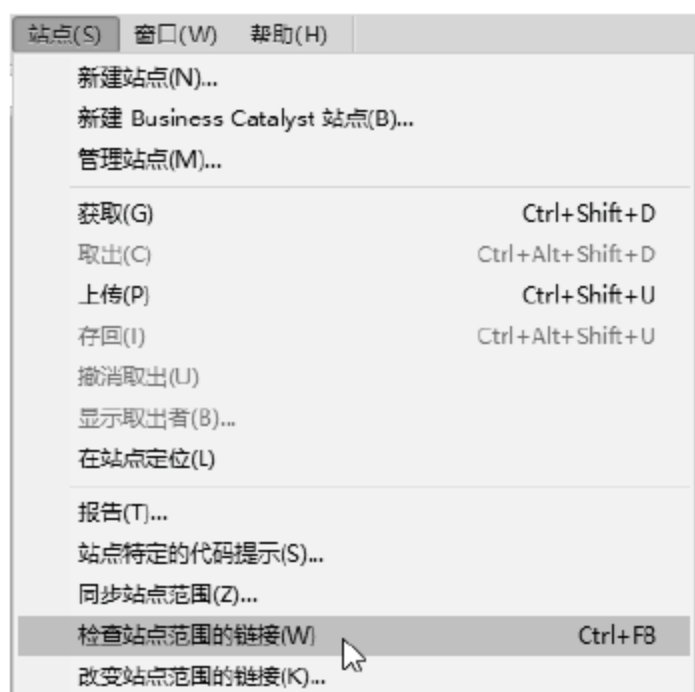 站点(S) 窗口(W) 帮助(H)
新建站点(N)...
新建 Business Catalyst 站点(B)...
管理站点(M)...
获取(G) Ctrl+Shift+D
取出(C) Ctrl+Alt+Shift+D
上传(P) Ctrl+Shift+U
存回(I) Ctrl+Alt+Shift+U
撤消取出(U)
显示取出者(B)...
在站点定位(L)
报告(T)...
站点特定的代码提示(S)...
同步站点范围(Z)...
检查站点范围的链接(W) Ctrl+F8
改变站点范围的链接(K)...